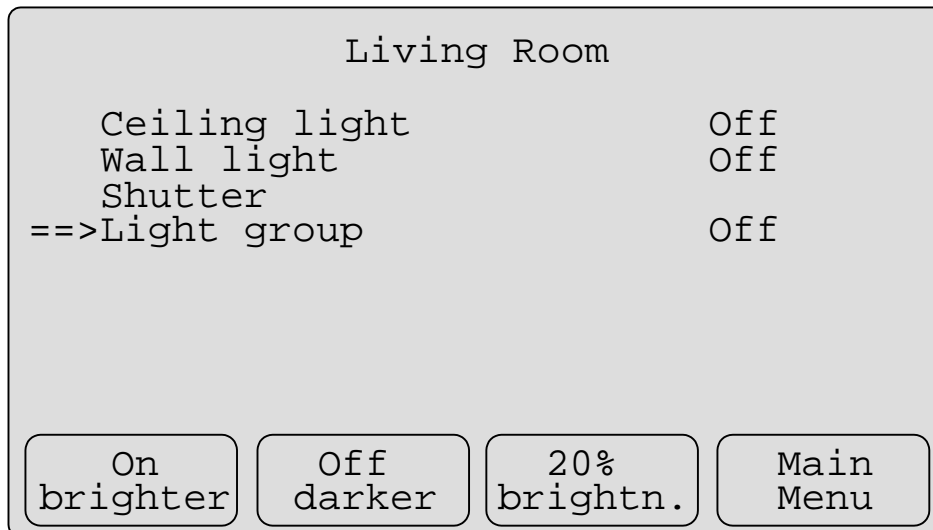 Living Room
Ceiling light Off
Wall light Off
Shutter
==>Light group Off
On brighter
Off darker
20% brightn.
Main Menu